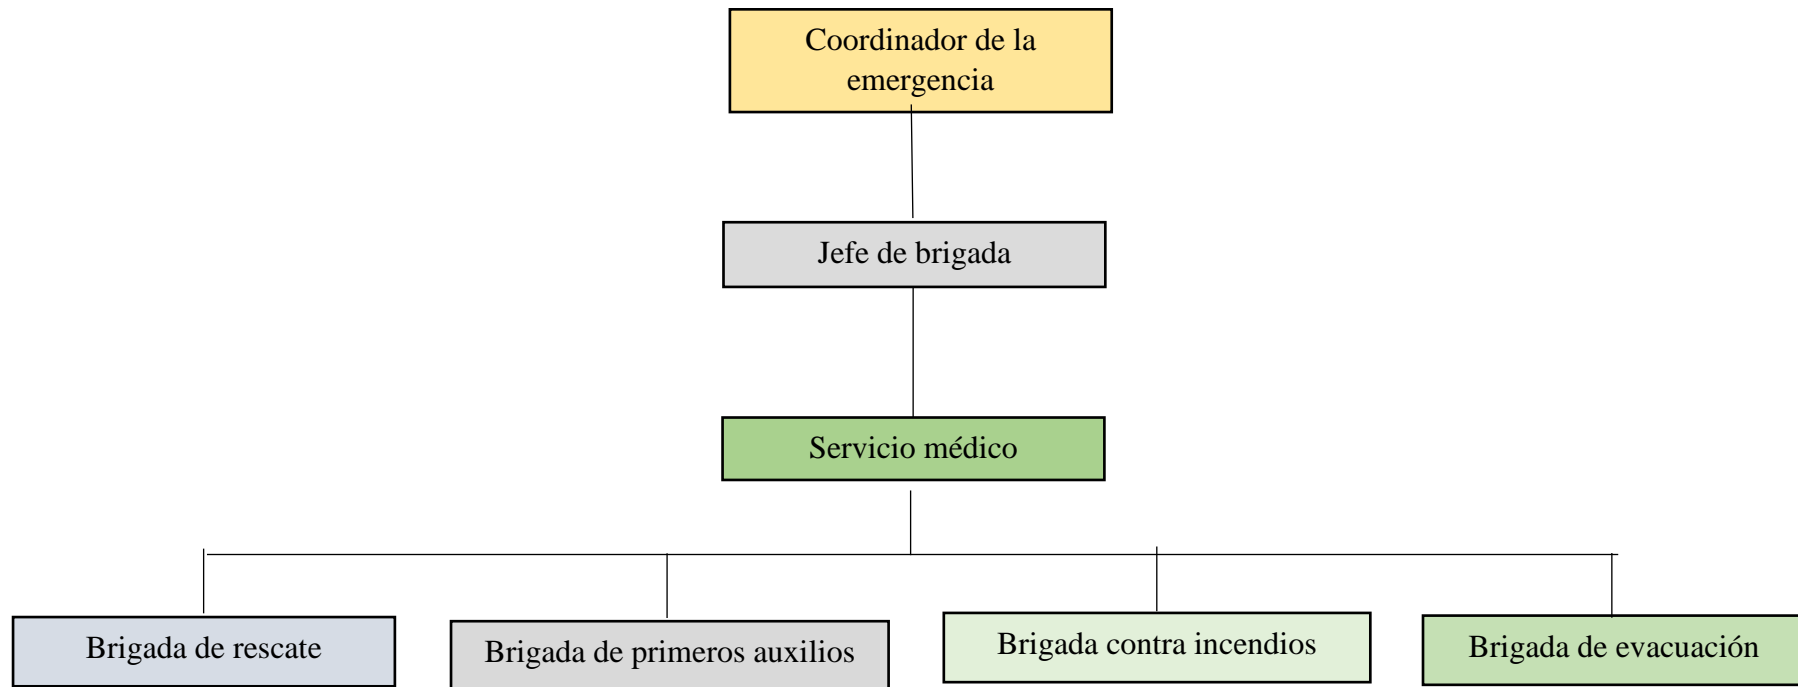 Coordinador de la
emergencia
Jefe de brigada
Servicio médico
Brigada de rescate
Brigada de primeros auxilios
Brigada contra incendios
Brigada de evacuación